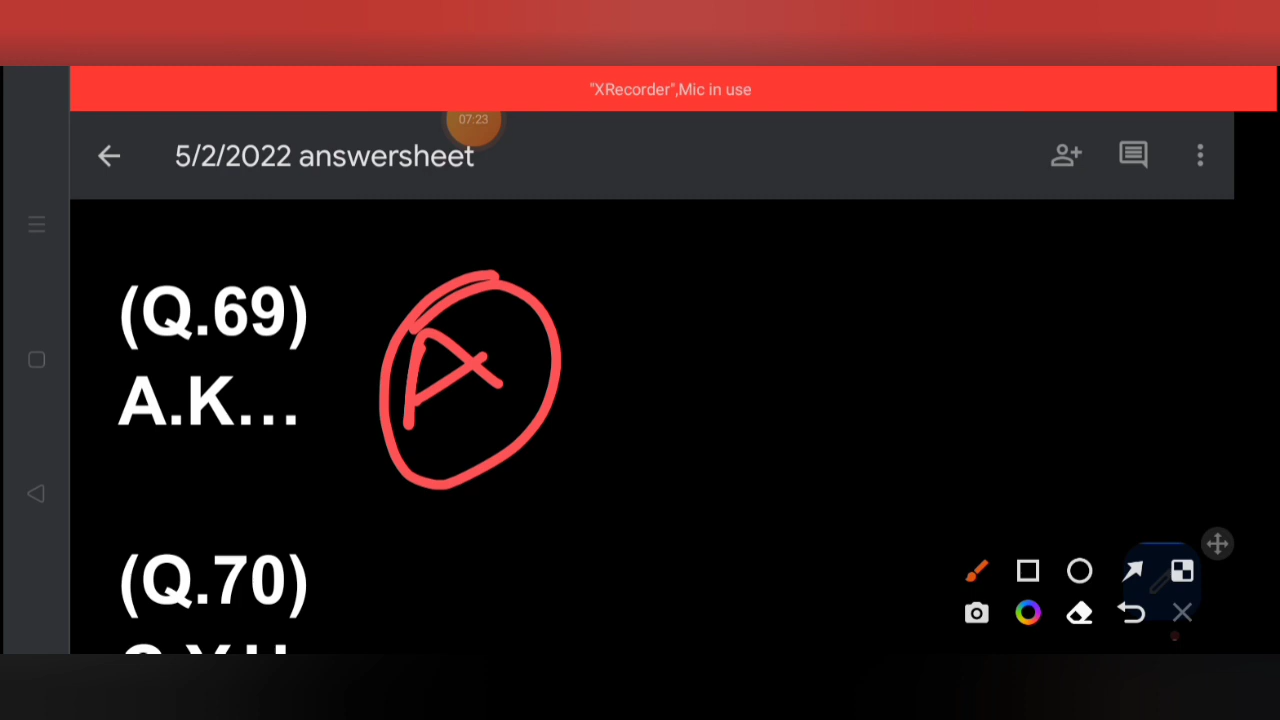 "XRecorder",Mic in use
07:23
5/2/2022 answersheet
(Q.69)
A
A.K...
(Q.70)